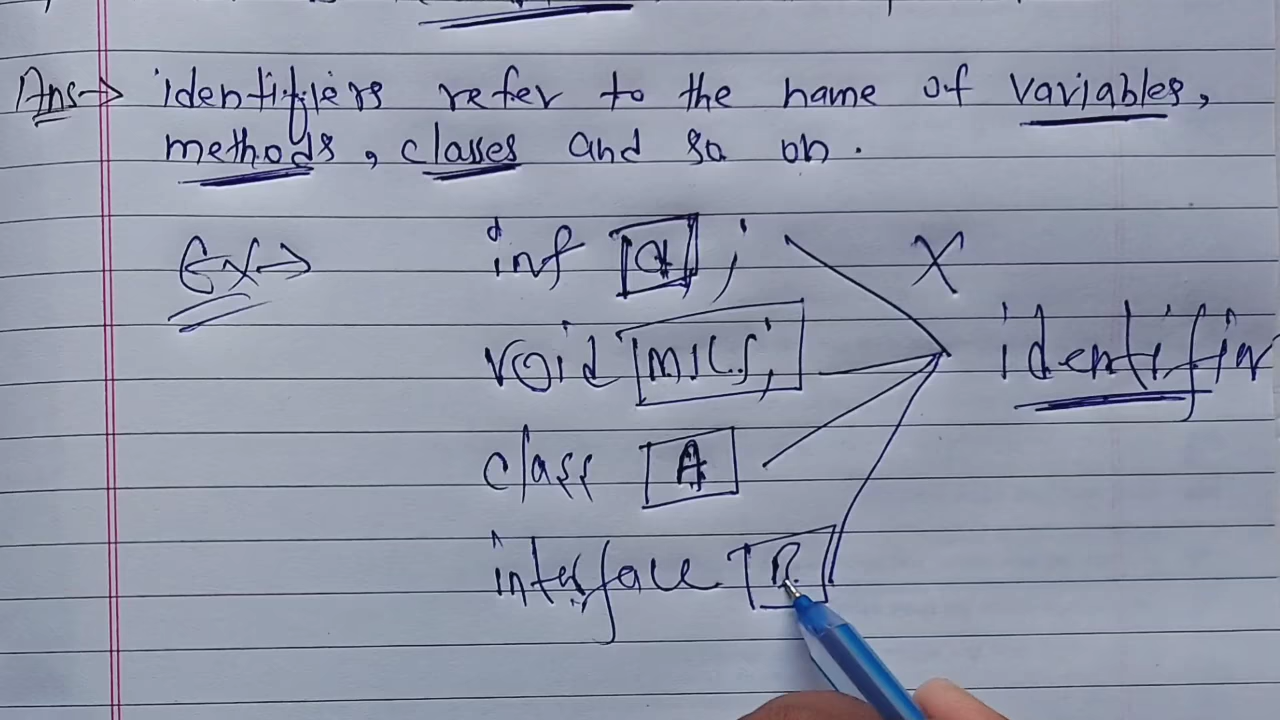 Ans→ identifiers refer to the name of variables,
methods, classes and so on.
Ex→ int a; X
void m1();
identifier
class A
interface B